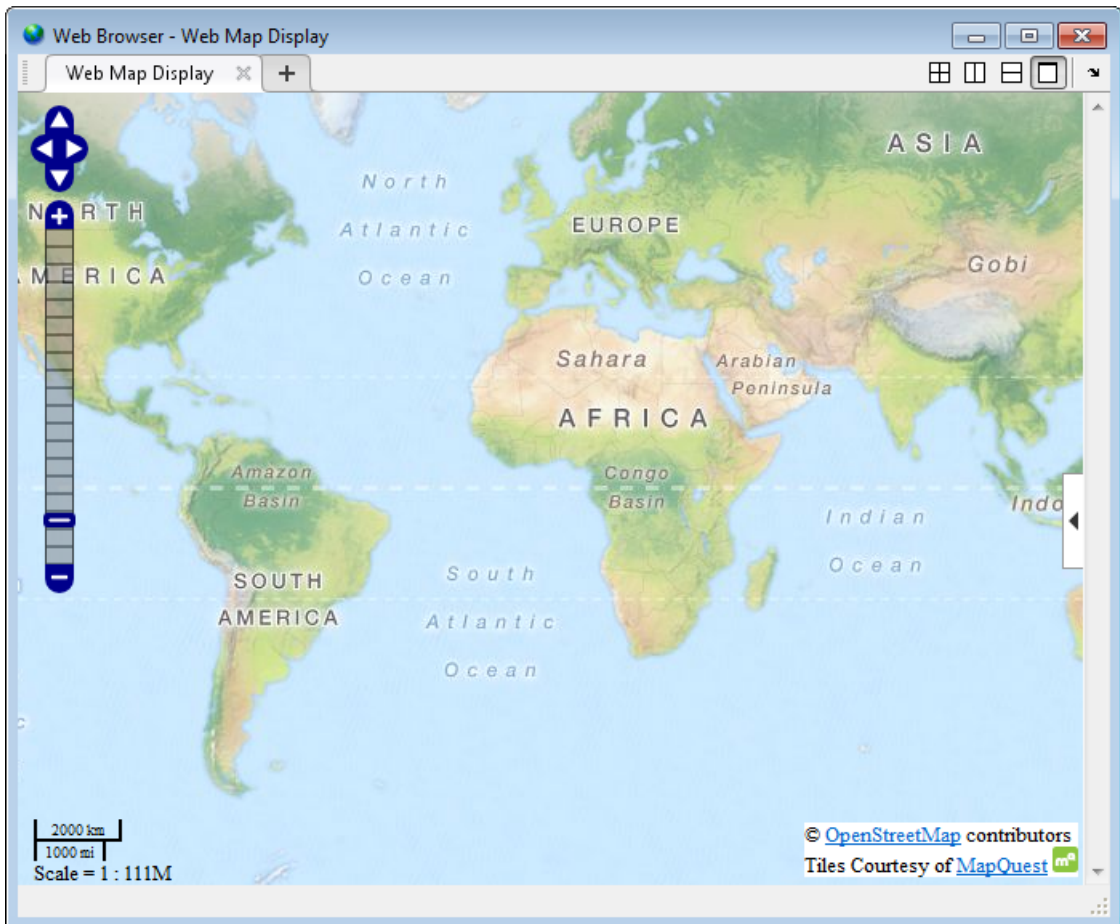 Web Browser - Web Map Display
Web Map Display
ASIA
North
Atlantic
Ocean
NORTH
AMERICA
EUROPE
Gobi
Sahara
Arabian
Peninsula
AFRICA
Amazon
Basin
Congo
Basin
Indo
Indian
Ocean
South
Atlantic
Ocean
SOUTH
AMERICA
c
2000 km
1000 mi
Scale = 1 : 111M
© OpenStreetMap contributors
Tiles Courtesy of MapQuest